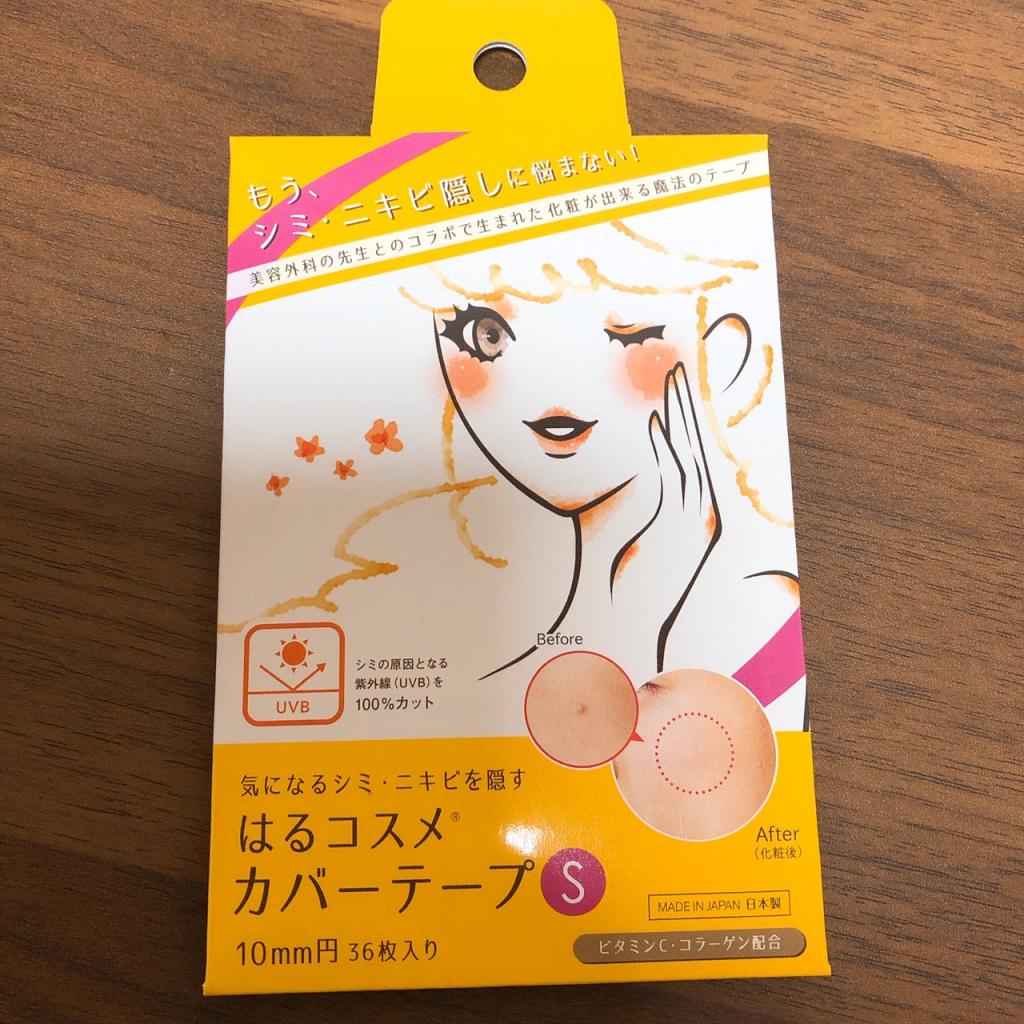 もう、
シミ・ニキビ隠しに悩まない!
美容外科の先生とのコラボで生まれた化粧が出来る魔法のテープ
Before
UVB
シミの原因となる
紫外線(UVB)を
100%カット
After
(化粧後)
気になるシミ・ニキビを隠す
はるコスメ®
カバーテープ S
MADE IN JAPAN 日本製
10mm円 36枚入り
ビタミンC・コラーゲン配合